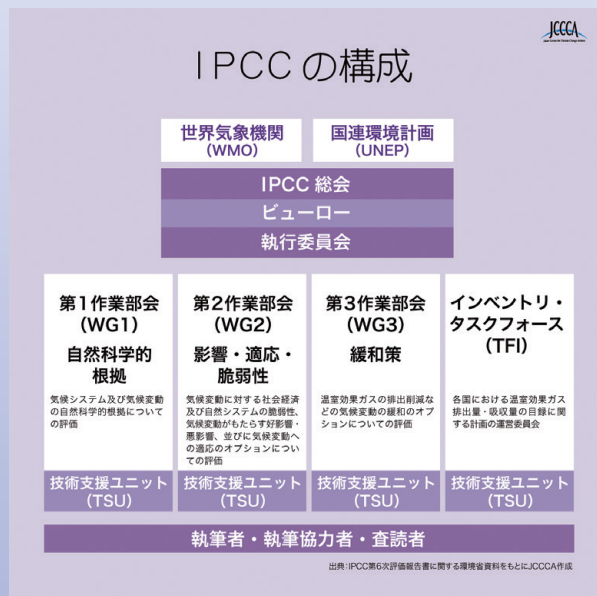 JCCCA
IPCCの構成
世界気象機関
(WMO)
国連環境計画
(UNEP)
IPCC 総会
ビューロー
執行委員会
第1作業部会
(WG1)
自然科学的
根拠
気候システム及び気候変動
の自然科学的根拠について
の評価
技術支援ユニット
(TSU)
第2作業部会
(WG2)
影響・適応・
脆弱性
気候変動に対する社会経済
及び自然システムの脆弱性、
気候変動がもたらす好影響・
悪影響、並びに気候変動へ
の適応のオプションについ
ての評価
技術支援ユニット
(TSU)
第3作業部会
(WG3)
緩和策
温室効果ガスの排出削減な
どの気候変動の緩和のオプ
ションについての評価
技術支援ユニット
(TSU)
インベントリ・
タスクフォース
(TFI)
各国における温室効果ガス
排出量・吸収量の目録に関
する計画の運営委員会
技術支援ユニット
(TSU)
執筆者・執筆協力者・査読者
出典:IPCC第6次評価報告書に関する環境省資料をもとにJCCCA作成